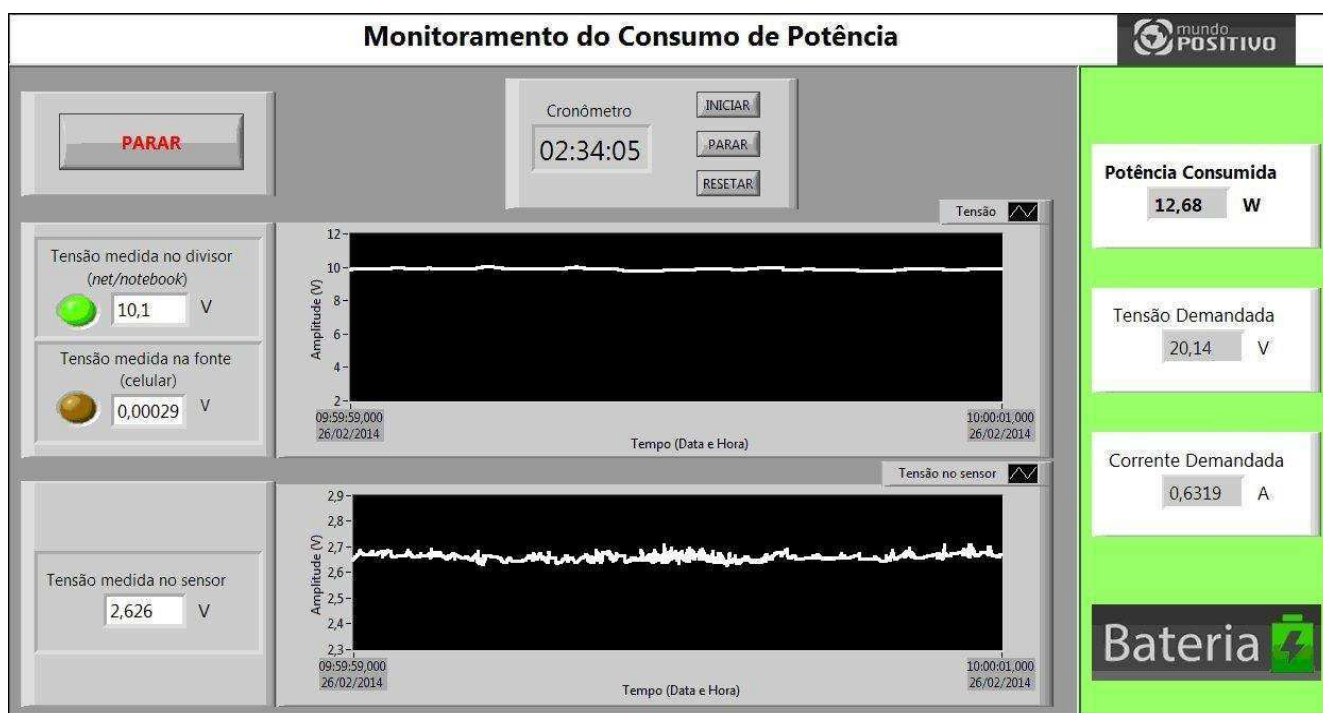 Monitoramento do Consumo de Potência
mundo
POSITIVO
PARAR
Cronômetro
02:34:05
INICIAR
PARAR
RESETAR
Tensão medida no divisor
(net/notebook)
10,1 V
Tensão medida na fonte
(celular)
0,00029 V
Tensão
12
10
8
6
4
2
Amplitude (V)
09:59:59,000
26/02/2014
10:00:01,000
26/02/2014
Tempo (Data e Hora)
Tensão medida no sensor
2,626 V
Tensão no sensor
2,9
2,8
2,7
2,6
2,5
2,4
2,3
Amplitude (V)
09:59:59,000
26/02/2014
10:00:01,000
26/02/2014
Tempo (Data e Hora)
Potência Consumida
12,68 W
Tensão Demandada
20,14 V
Corrente Demandada
0,6319 A
Bateria